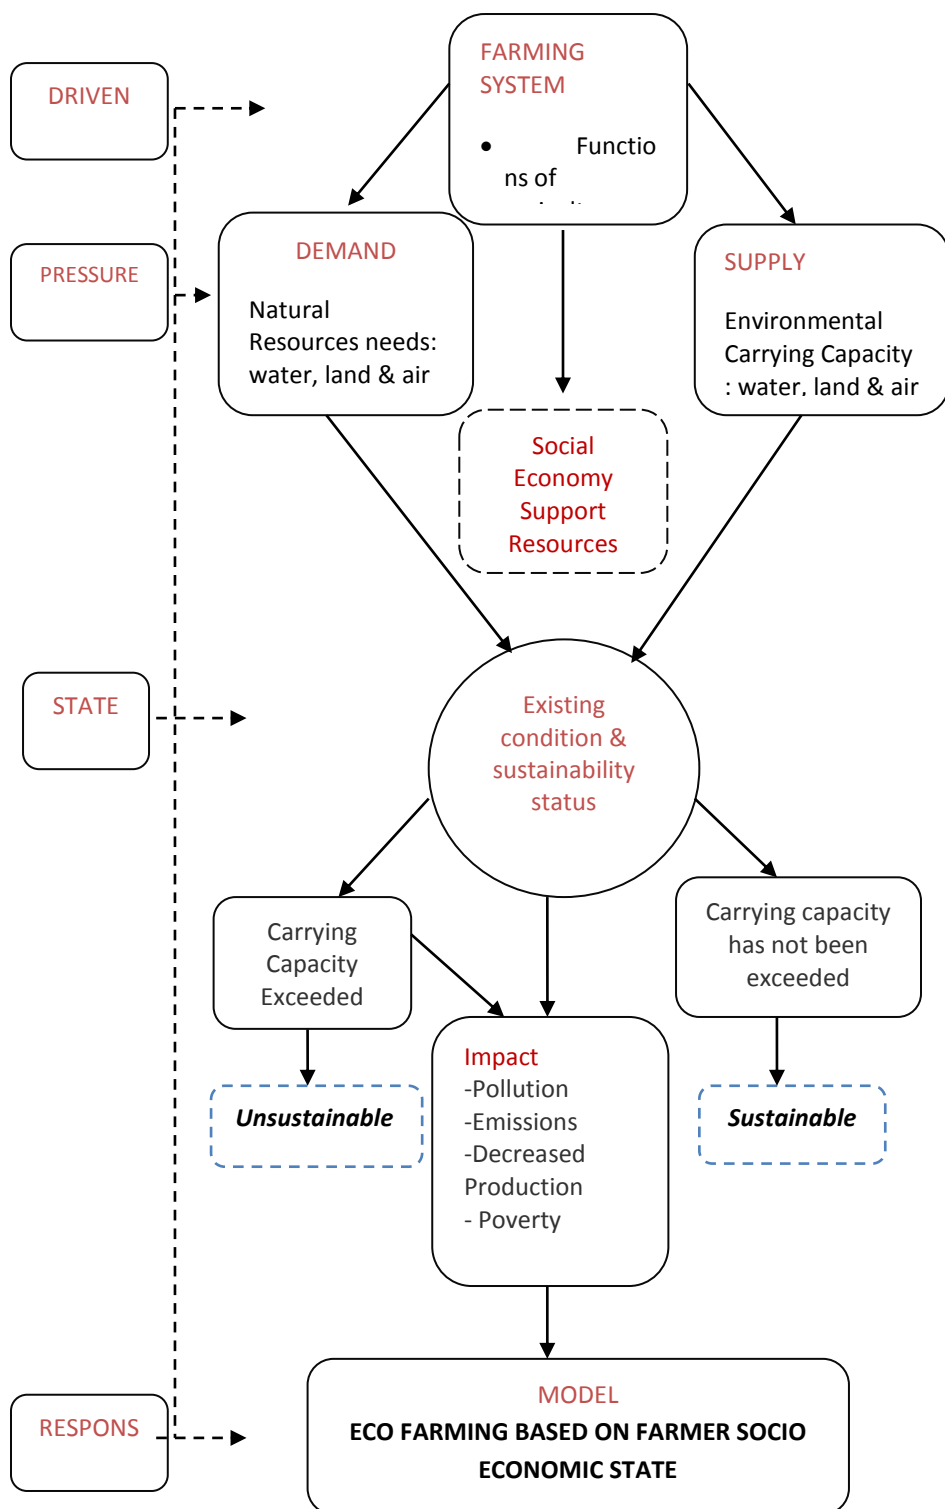 FARMING
SYSTEM
• Functio
ns of
DRIVEN
PRESSURE
DEMAND
Natural
Resources needs:
water, land & air
SUPPLY
Environmental
Carrying Capacity
: water, land & air
Social
Economy
Support
Resources
STATE
Existing
condition &
sustainability
status
Carrying
Capacity
Exceeded
Carrying capacity
has not been
exceeded
Impact
-Pollution
-Emissions
-Decreased
Production
- Poverty
Unsustainable
Sustainable
RESPONS
MODEL
ECO FARMING BASED ON FARMER SOCIO
ECONOMIC STATE